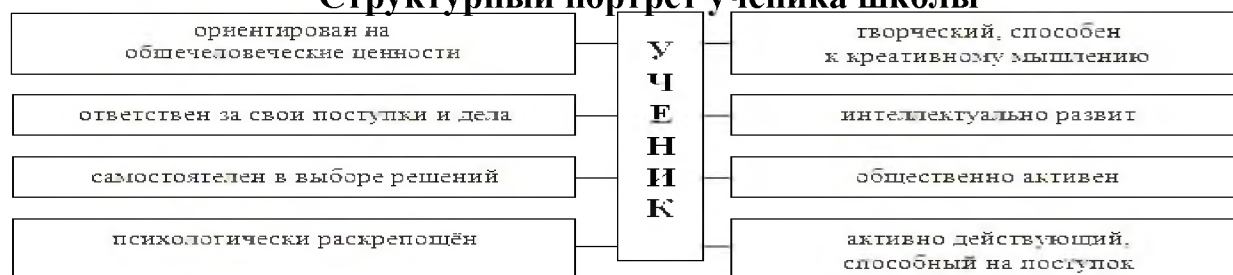 Структурный портрет ученика школы
ориентирован на
общечеловеческие ценности
ответствен за свои поступки и дела
самостоятелен в выборе решений
психологически раскрепощён
УЧЕНИК
творческий, способен
к креативному мышлению
интеллектуально развит
общественно активен
активно действующий,
способный на поступок